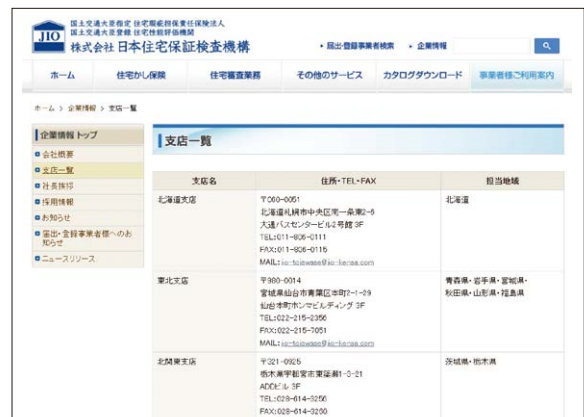 JIO
国土交通大臣指定 住宅瑕疵担保責任保険法人
国土交通大臣登録 住宅性能評価機関
株式会社 日本住宅保証検査機構
・届出・登録事業者検索
・企業情報
ホーム
住宅かし保険
住宅審査業務
その他のサービス
カタログダウンロード
事業者様ご利用案内
ホーム > 企業情報 > 支店一覧
企業情報トップ
会社概要
支店一覧
社長挨拶
採用情報
お知らせ
届出・登録事業者様へのお
知らせ
ニュースリリース
支店一覧
支店名
住所・TEL・FAX
担当地域
北海道支店
〒060-0051
北海道札幌市中央区南一条東2-6
大通バスセンタービル2号館 3F
TEL:011-806-0111
FAX:011-806-0115
MAIL:
北海道
東北支店
〒980-0014
宮城県仙台市青葉区本町2-1-29
仙台本町ホンマビルディング 3F
TEL:022-215-2356
FAX:022-215-7051
MAIL:
青森県・岩手県・宮城県・
秋田県・山形県・福島県
北関東支店
〒321-0925
栃木県宇都宮市東簗瀬1-3-21
ADDビル 3F
TEL:028-614-3256
FAX:028-614-3260
茨城県・栃木県